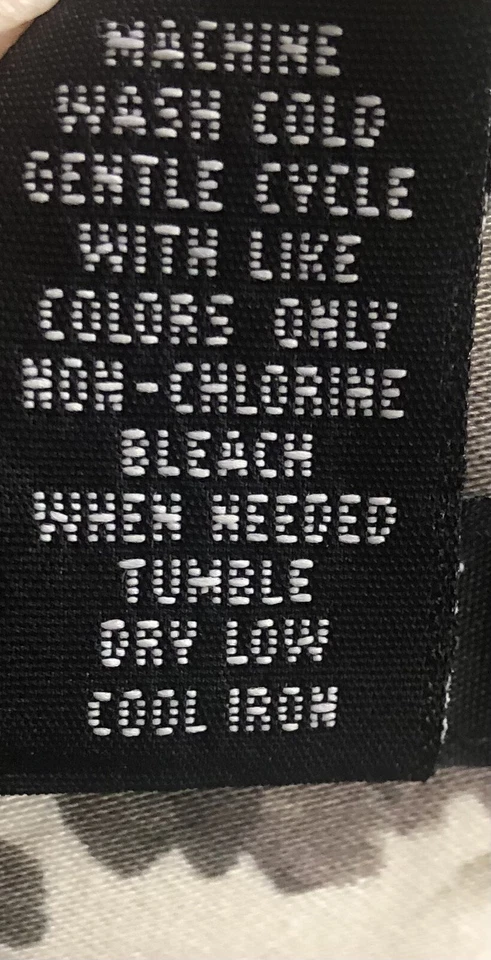 MACHINE
WASH COLD
GENTLE CYCLE
WITH LIKE
COLORS ONLY
NON-CHLORINE
BLEACH
WHEN NEEDED
TUMBLE
DRY LOW
COOL IRON